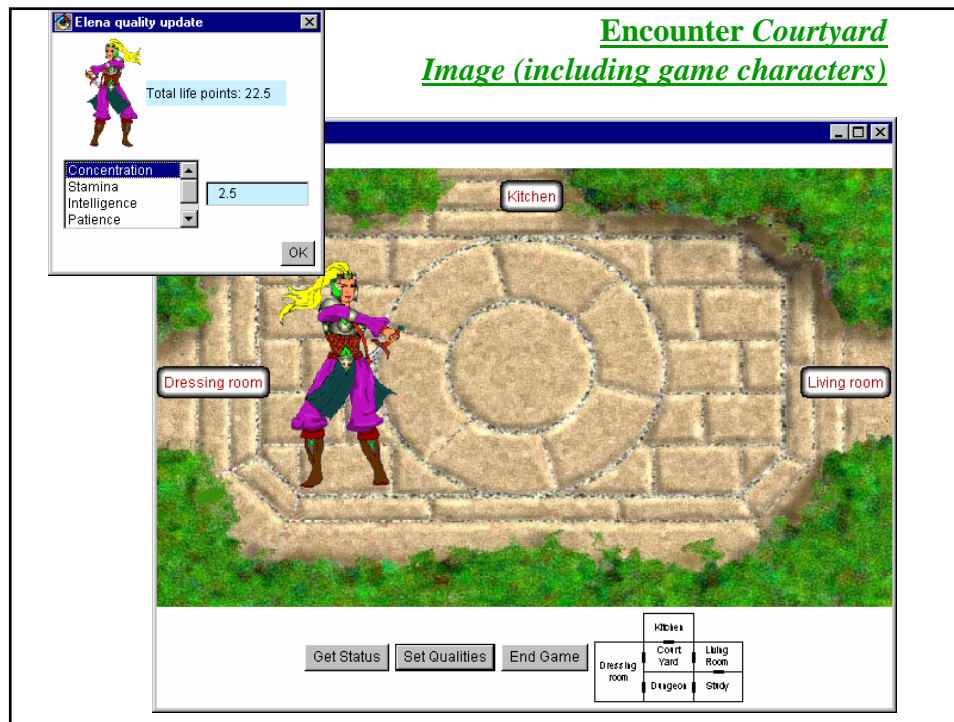 Elena quality update
Encounter Courtyard
Image (including game characters)
Total life points: 22.5
Concentration
Stamina
Intelligence
Patience
2.5
OK
Kitchen
Dressing room
Living room
Get Status
Set Qualities
End Game
Kitchen
Dressing
room
Court
Yard
Living
Room
Dungeon
Study